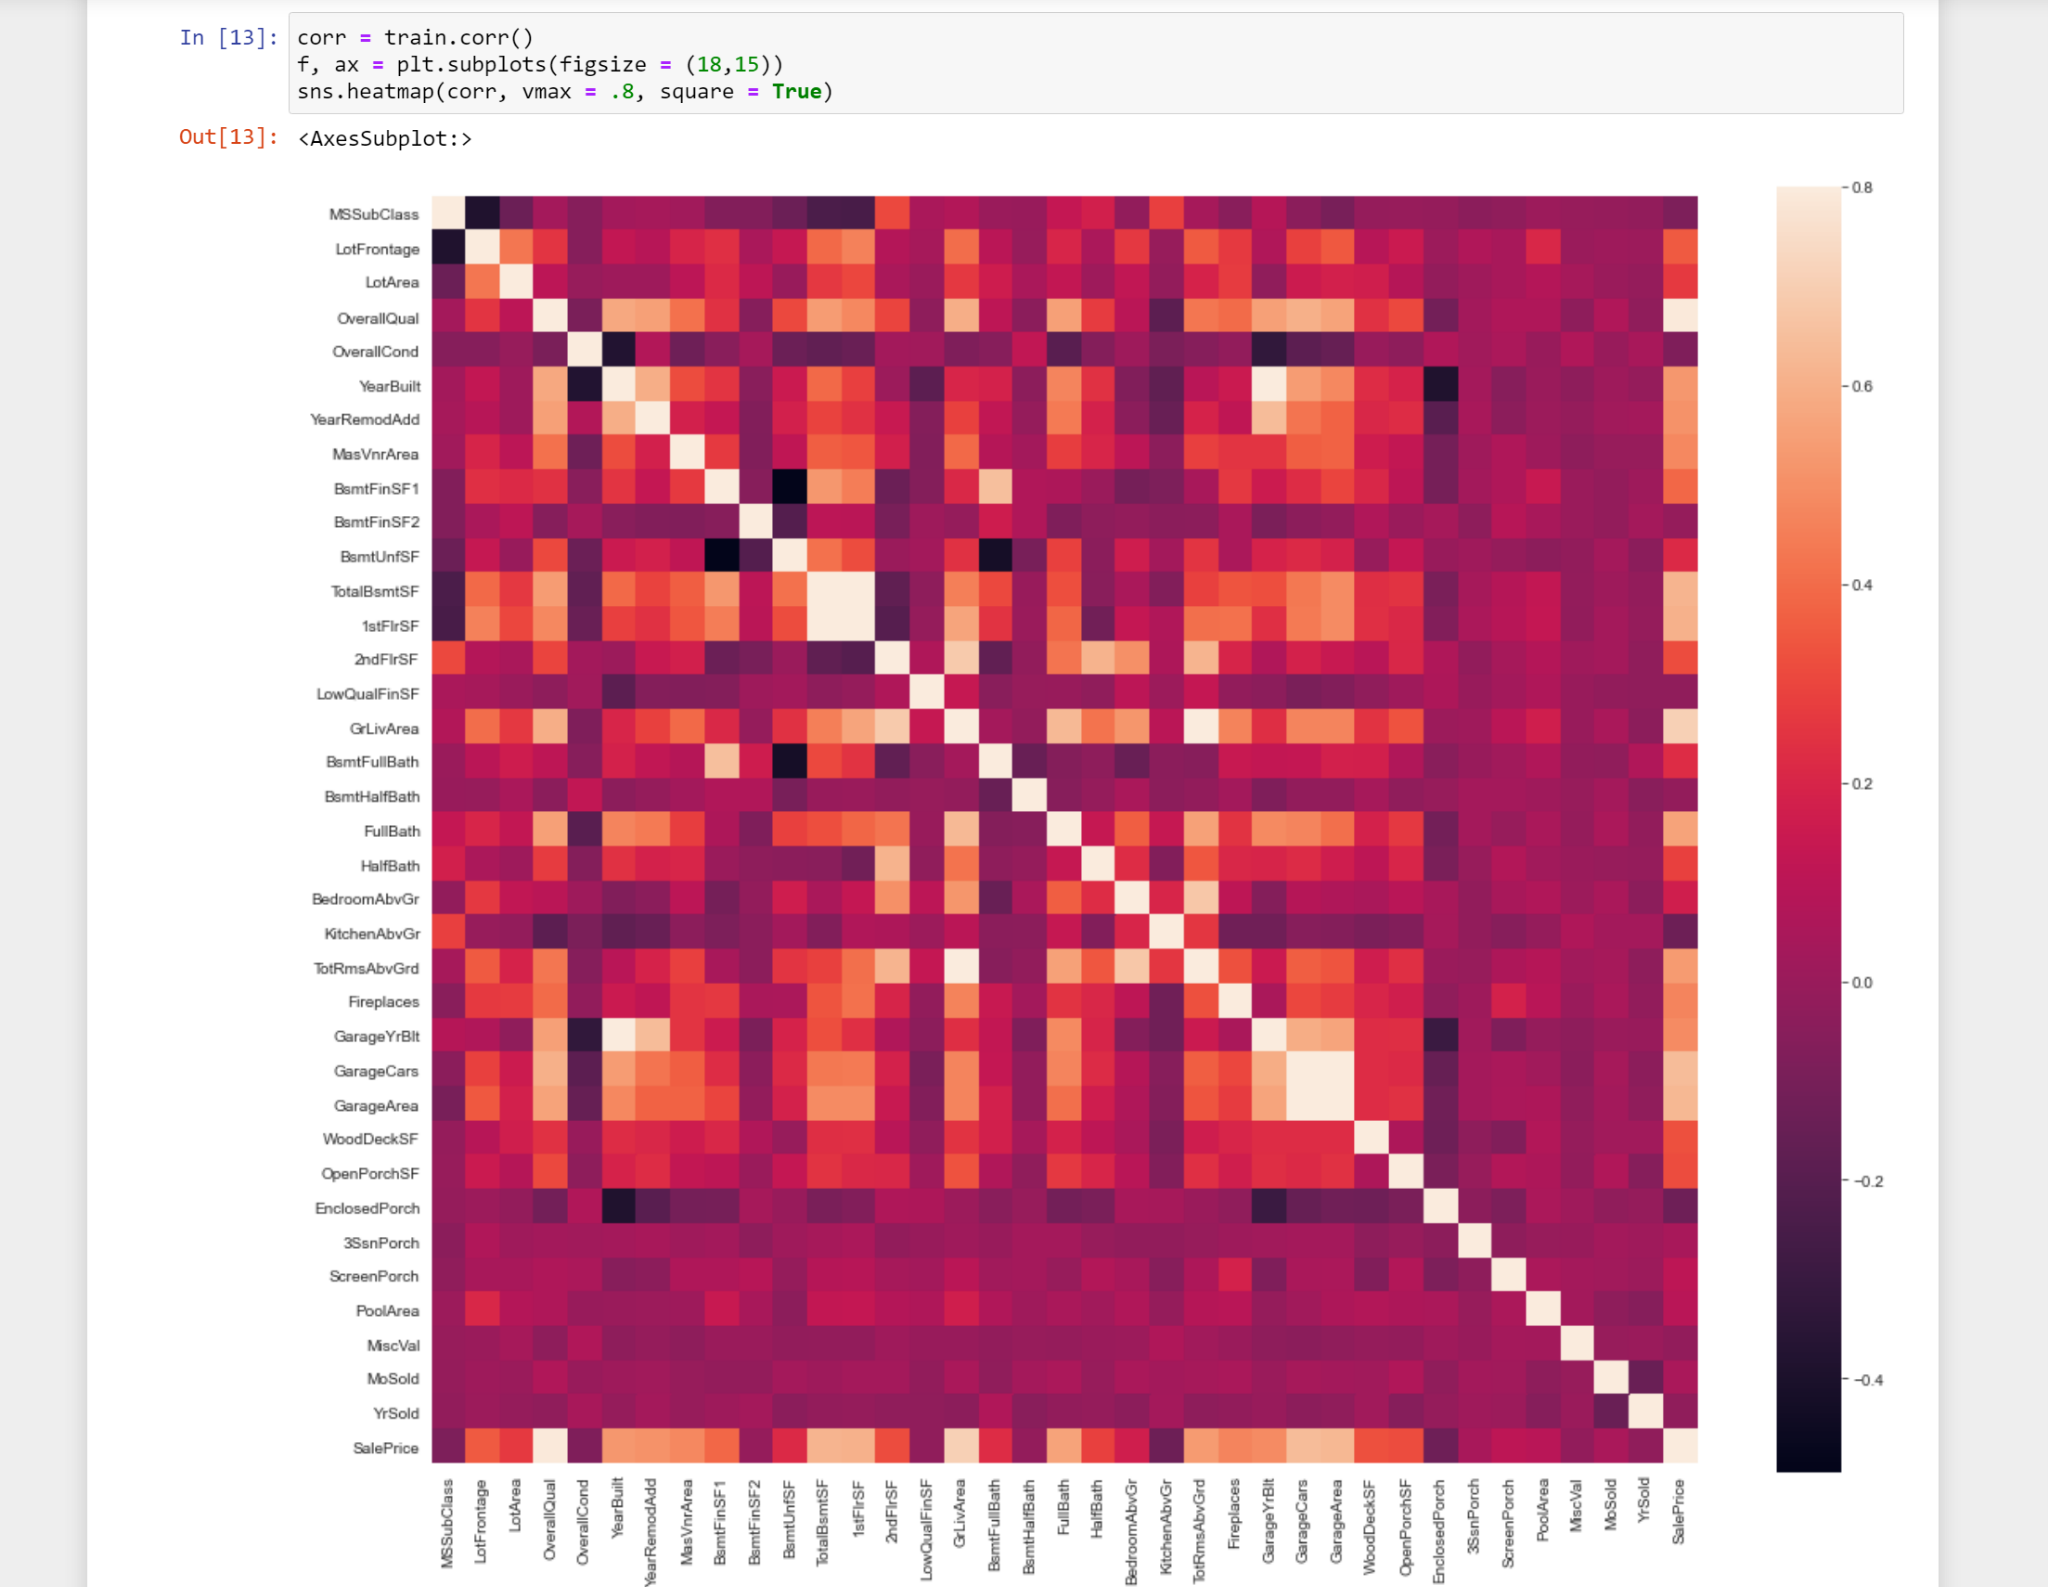 In [13]: corr = train.corr()
f, ax = plt.subplots(figsize = (18,15))
sns.heatmap(corr, vmax = .8, square = True)
Out[13]: <AxesSubplot:>
MSSubClass
LotFrontage
LotArea
OverallQual
OverallCond
YearBuilt
YearRemodAdd
MasVnrArea
BsmtFinSF1
BsmtFinSF2
BsmtUnfSF
TotalBsmtSF
1stFlrSF
2ndFlrSF
LowQualFinSF
GrLivArea
BsmtFullBath
BsmtHalfBath
FullBath
HalfBath
BedroomAbvGr
KitchenAbvGr
TotRmsAbvGrd
Fireplaces
GarageYrBlt
GarageCars
GarageArea
WoodDeckSF
OpenPorchSF
EnclosedPorch
3SsnPorch
ScreenPorch
PoolArea
MiscVal
MoSold
YrSold
SalePrice
MSSubClass
LotFrontage
LotArea
OverallQual
OverallCond
YearBuilt
YearRemodAdd
MasVnrArea
BsmtFinSF1
BsmtFinSF2
BsmtUnfSF
TotalBsmtSF
1stFlrSF
2ndFlrSF
LowQualFinSF
GrLivArea
BsmtFullBath
BsmtHalfBath
FullBath
HalfBath
BedroomAbvGr
KitchenAbvGr
TotRmsAbvGrd
Fireplaces
GarageYrBlt
GarageCars
GarageArea
WoodDeckSF
OpenPorchSF
EnclosedPorch
3SsnPorch
ScreenPorch
PoolArea
MiscVal
MoSold
YrSold
SalePrice
0.8
0.6
0.4
0.2
0.0
−0.2
−0.4